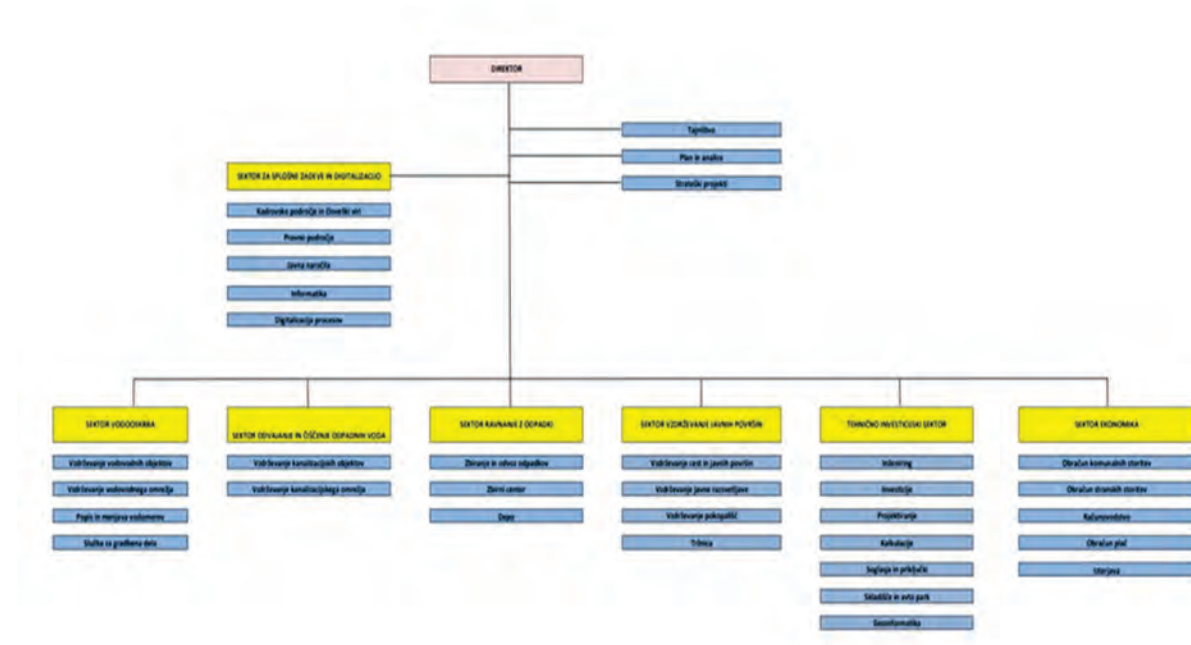 DIREKTOR
Tajništvo
Plan in analize
Strateški projekti
SEKTOR ZA SPLOŠNE ZADEVE IN DIGITALIZACIJO
Kadrovsko področje in človeški viri
Pravno področje
Javna naročila
Informatika
Digitalizacija procesov
SEKTOR VODOOSKRBA
Vzdrževanje vodovodnih objektov
Vzdrževanje vodovodnega omrežja
Popis in menjava vodomerov
Služba za gradbena dela
SEKTOR ODVAJANJE IN ČIŠČENJE ODPADNIH VODA
Vzdrževanje kanalizacijskih objektov
Vzdrževanje kanalizacijskega omrežja
SEKTOR RAVNANJE Z ODPADKI
Zbiranje in odvoz odpadkov
Zbirni center
Depo
SEKTOR VZDRŽEVANJE JAVNIH POVRŠIN
Vzdrževanje cest in javnih površin
Vzdrževanje javne razsvetljave
Vzdrževanje pokopališč
Tržnica
TEHNIČNO INVESTICIJSKI SEKTOR
Inženiring
Investicije
Projektiranje
Kalkulacije
Soglasja in priključki
Skladišče in avto park
Geoinformatika
SEKTOR EKONOMIKA
Obračun komunalnih storitev
Obračun stranskih storitev
Računovodstvo
Obračun plač
Izterjava